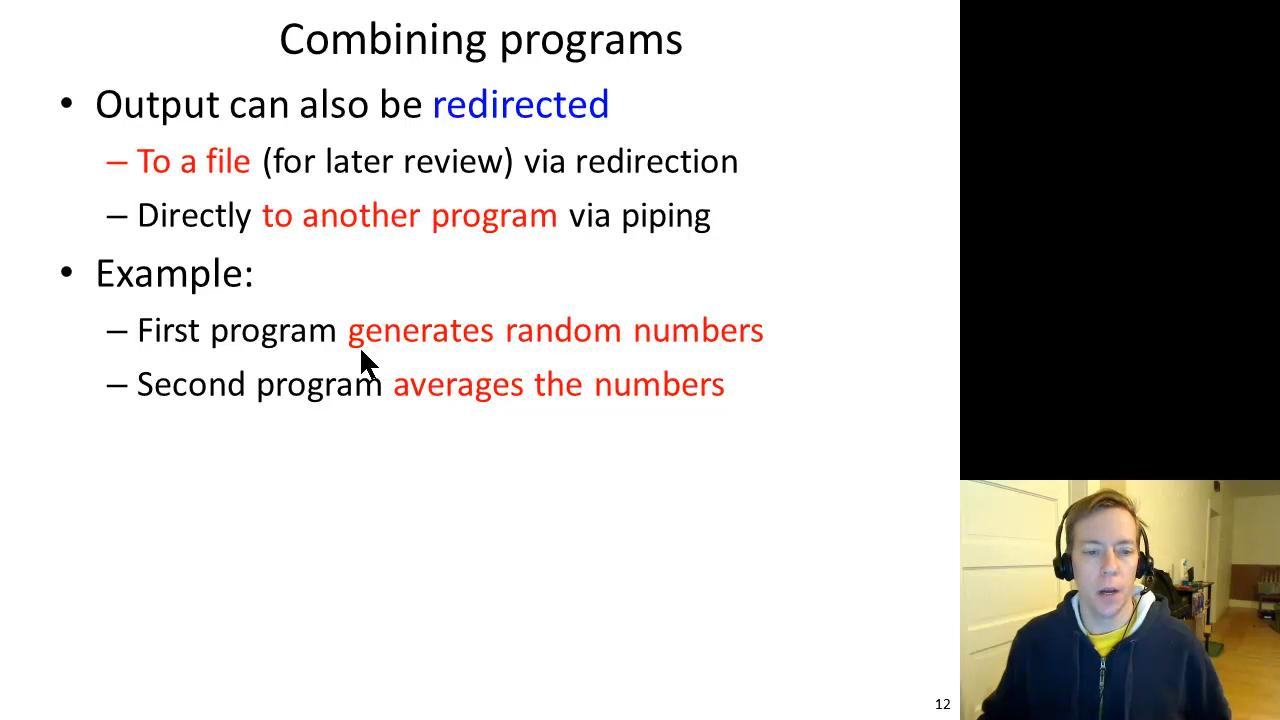 Combining programs
• Output can also be redirected
– To a file (for later review) via redirection
– Directly to another program via piping
• Example:
– First program generates random numbers
– Second program averages the numbers
12